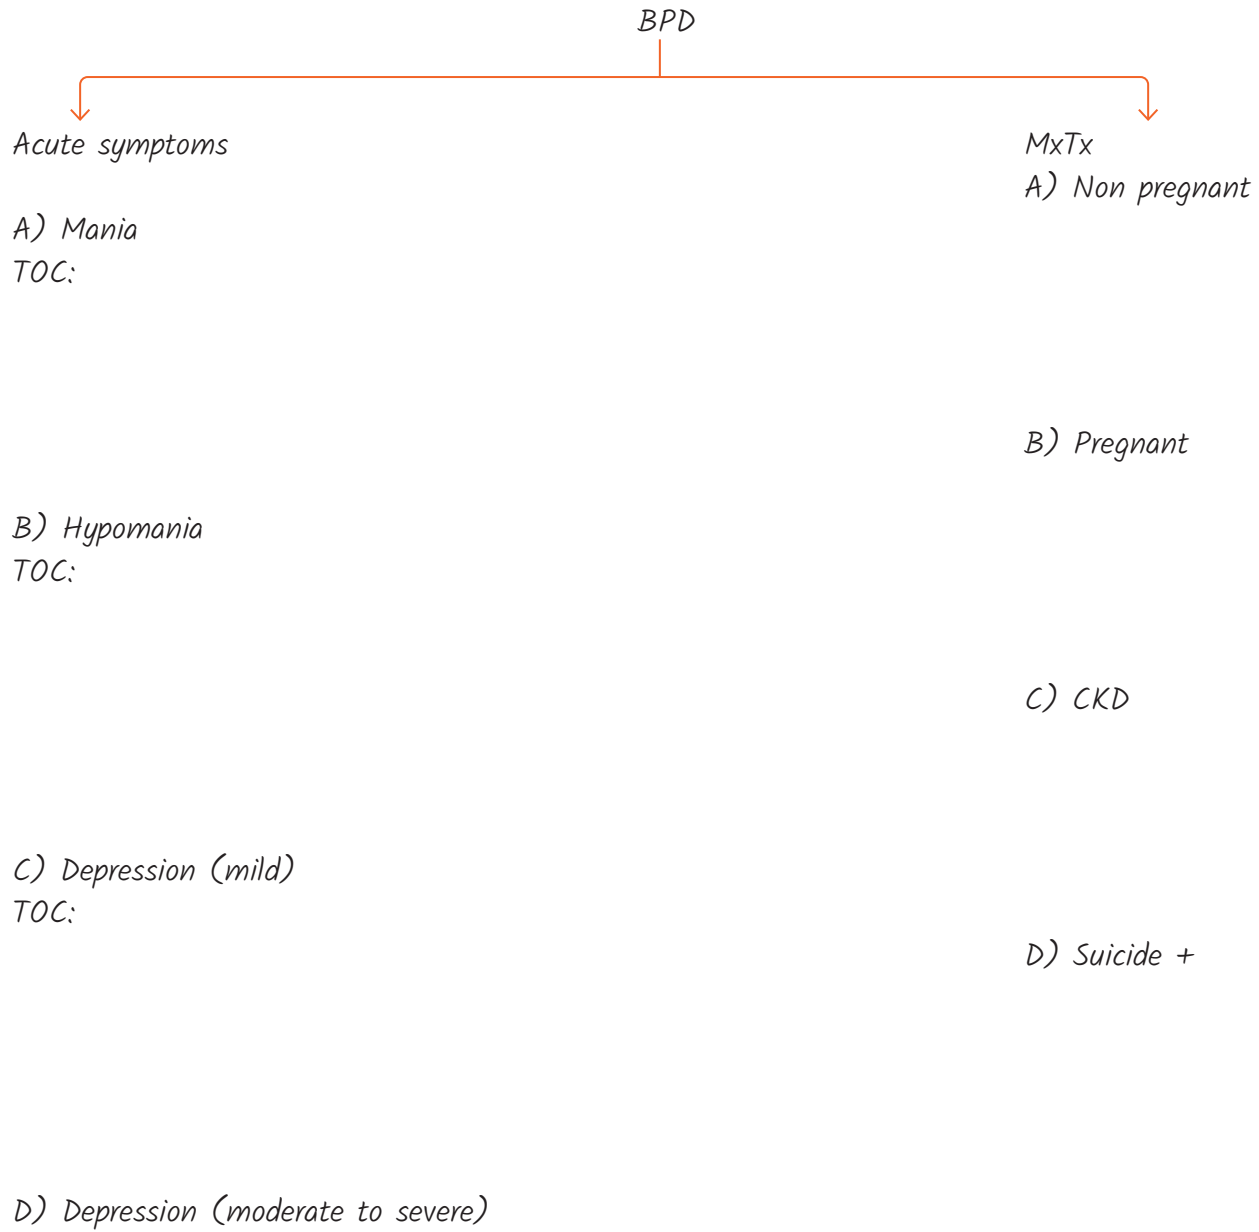 BPD
Acute symptoms
A) Mania
TOC:
B) Hypomania
TOC:
C) Depression (mild)
TOC:
D) Depression (moderate to severe)
MxTx
A) Non pregnant
B) Pregnant
C) CKD
D) Suicide +